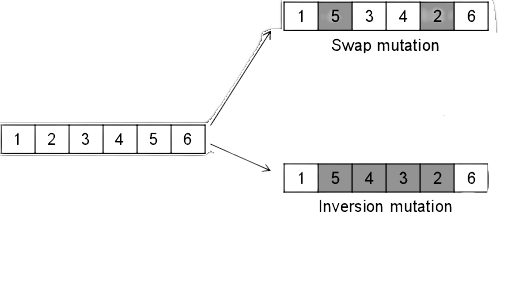 1 5 3 4 2 6
Swap mutation
1 2 3 4 5 6
1 5 4 3 2 6
Inversion mutation